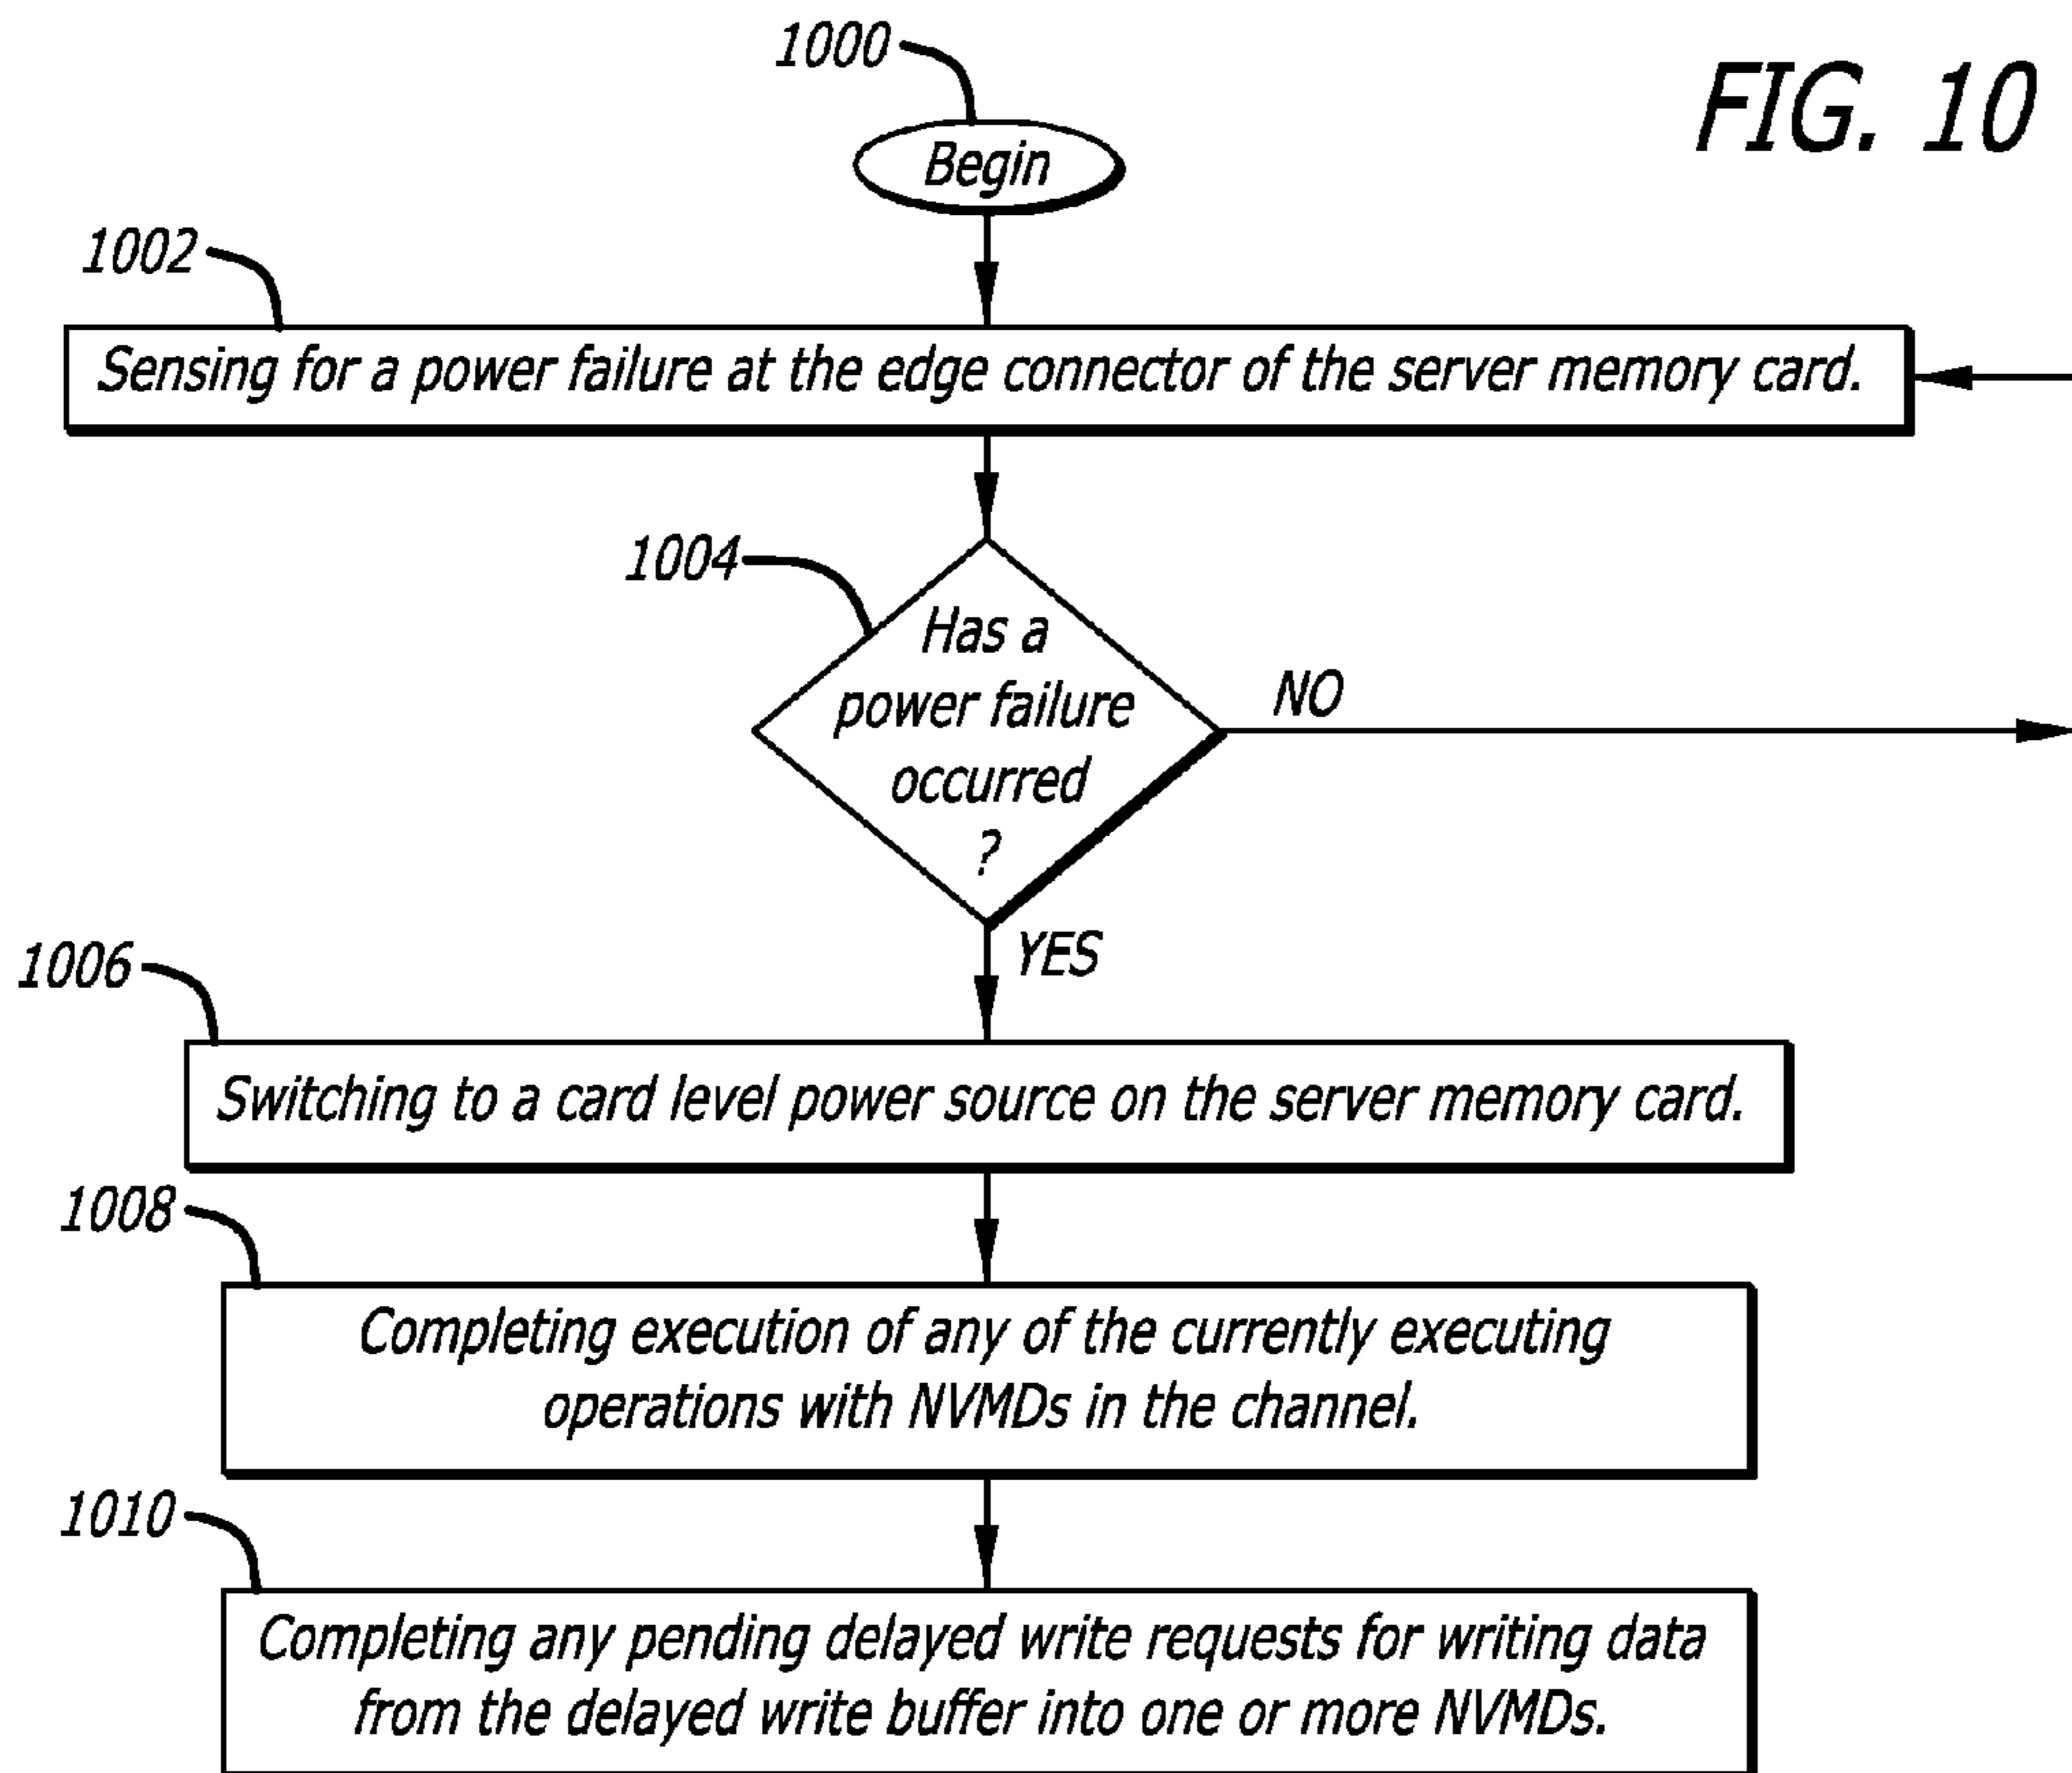 1000
FIG. 10
Begin
1002
Sensing for a power failure at the edge connector of the server memory card.
1004
Has a
power failure
occurred
?
NO
YES
1006
Switching to a card level power source on the server memory card.
1008
Completing execution of any of the currently executing
operations with NVMDs in the channel.
1010
Completing any pending delayed write requests for writing data
from the delayed write buffer into one or more NVMDs.